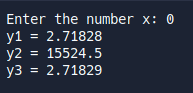 Enter the number x: 0
y1 = 2.71828
y2 = 15524.5
y3 = 2.71829